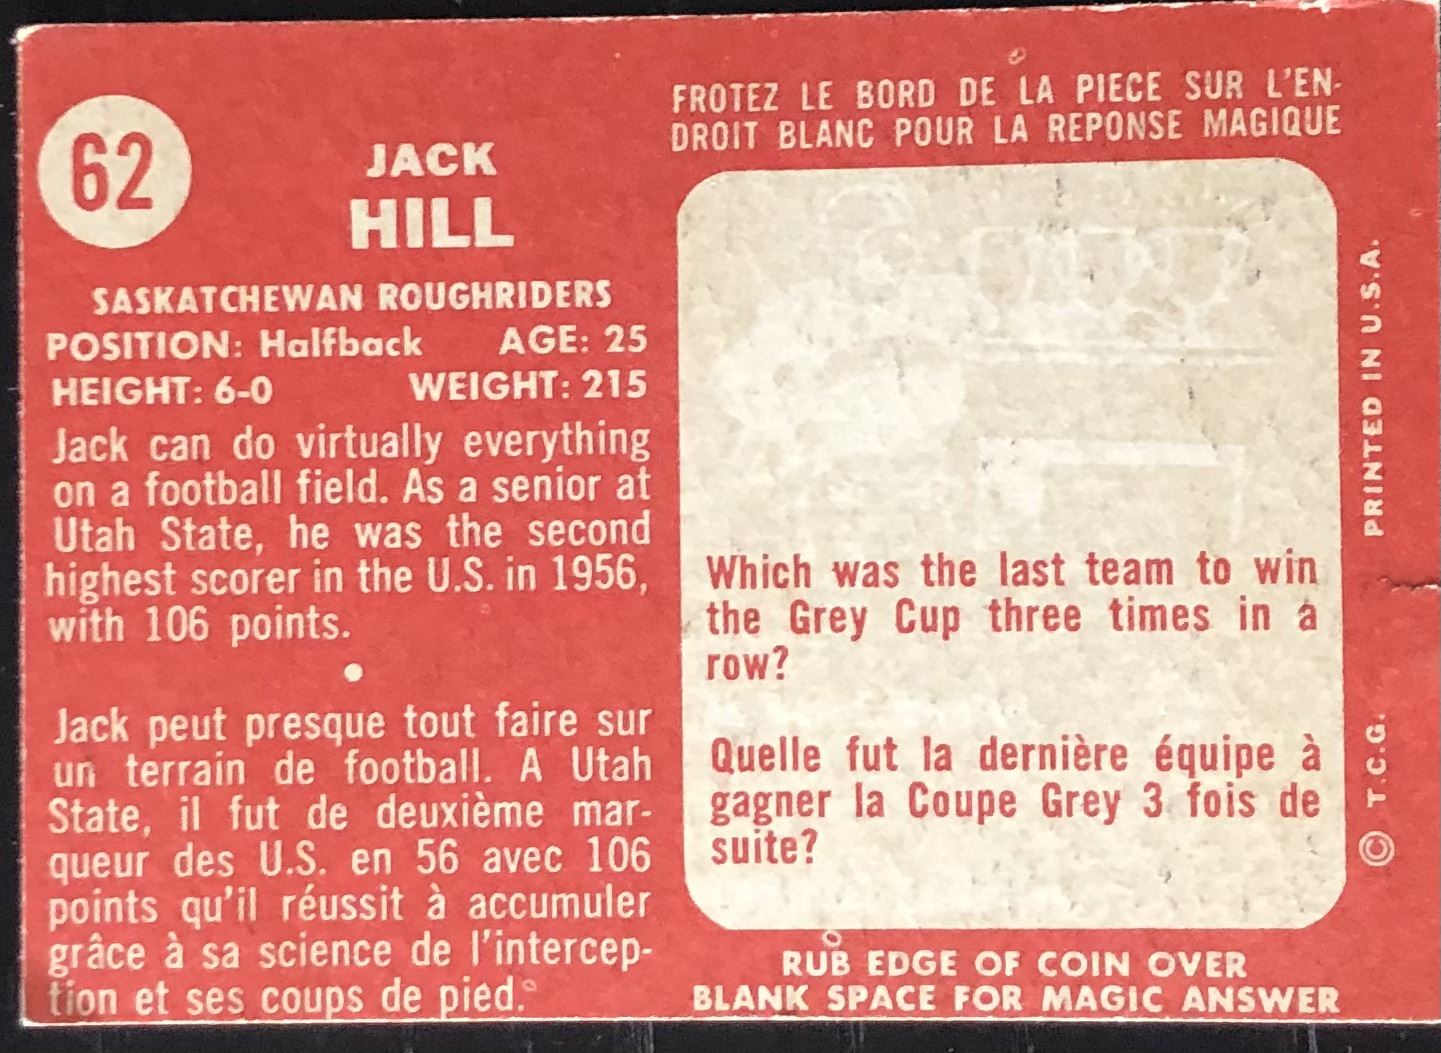 62
JACK
HILL
SASKATCHEWAN ROUGHRIDERS
POSITION: Halfback AGE: 25
HEIGHT: 6-0 WEIGHT: 215
Jack can do virtually everything
on a football field. As a senior at
Utah State, he was the second
highest scorer in the U.S. in 1956,
with 106 points.
Jack peut presque tout faire sur
un terrain de football. A Utah
State, il fut de deuxième mar-
queur des U.S. en 56 avec 106
points qu'il réussit à accumuler
grâce à sa science de l'intercep-
tion et ses coups de pied.
FROTEZ LE BORD DE LA PIECE SUR L'EN-
DROIT BLANC POUR LA REPONSE MAGIQUE
Which was the last team to win
the Grey Cup three times in a
row?
Quelle fut la dernière équipe à
gagner la Coupe Grey 3 fois de
suite?
RUB EDGE OF COIN OVER
BLANK SPACE FOR MAGIC ANSWER
© T.C.G. PRINTED IN U.S.A.